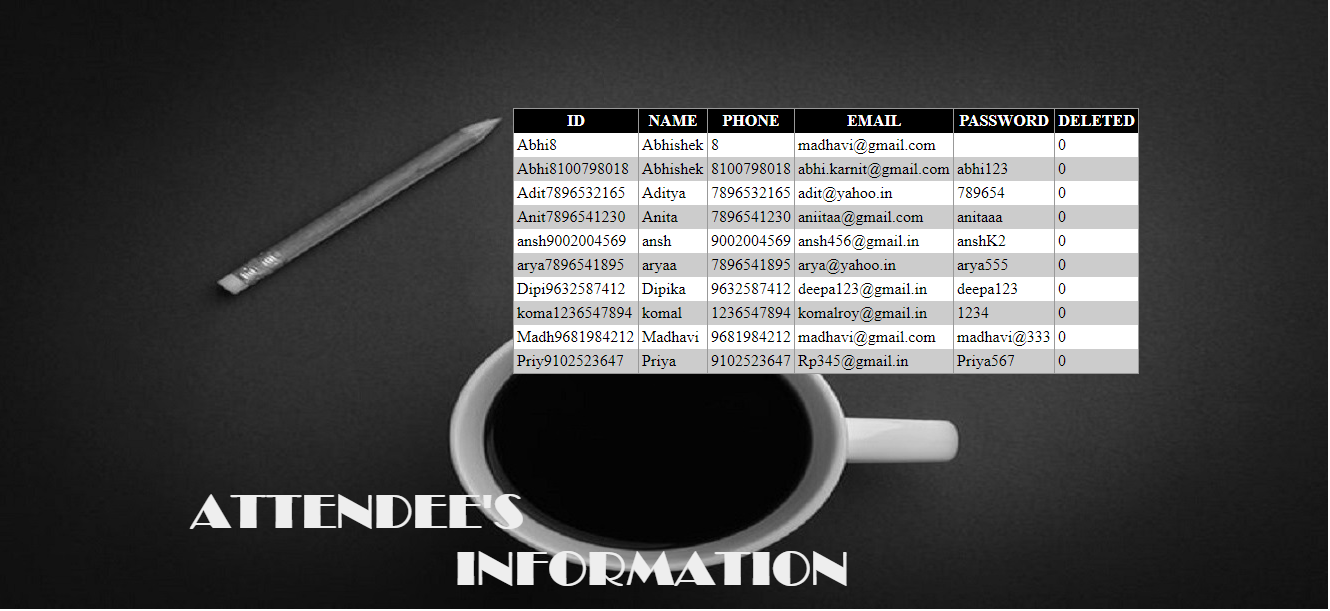 ID NAME PHONE EMAIL PASSWORD DELETED
Abhi8 Abhishek 8 madhavi@gmail.com 0
Abhi8100798018 Abhishek 8100798018 abhi.karnit@gmail.com abhi123 0
Adit7896532165 Aditya 7896532165 adit@yahoo.in 789654 0
Anit7896541230 Anita 7896541230 aniitaa@gmail.com anitaaa 0
ansh9002004569 ansh 9002004569 ansh456@gmail.in anshK2 0
arya7896541895 aryaa 7896541895 arya@yahoo.in arya555 0
Dipi9632587412 Dipika 9632587412 deepa123@gmail.in deepa123 0
koma1236547894 komal 1236547894 komalroy@gmail.in 1234 0
Madh9681984212 Madhavi 9681984212 madhavi@gmail.com madhavi@333 0
Priy9102523647 Priya 9102523647 Rp345@gmail.in Priya567 0
ATTENDEE'S
INFORMATION